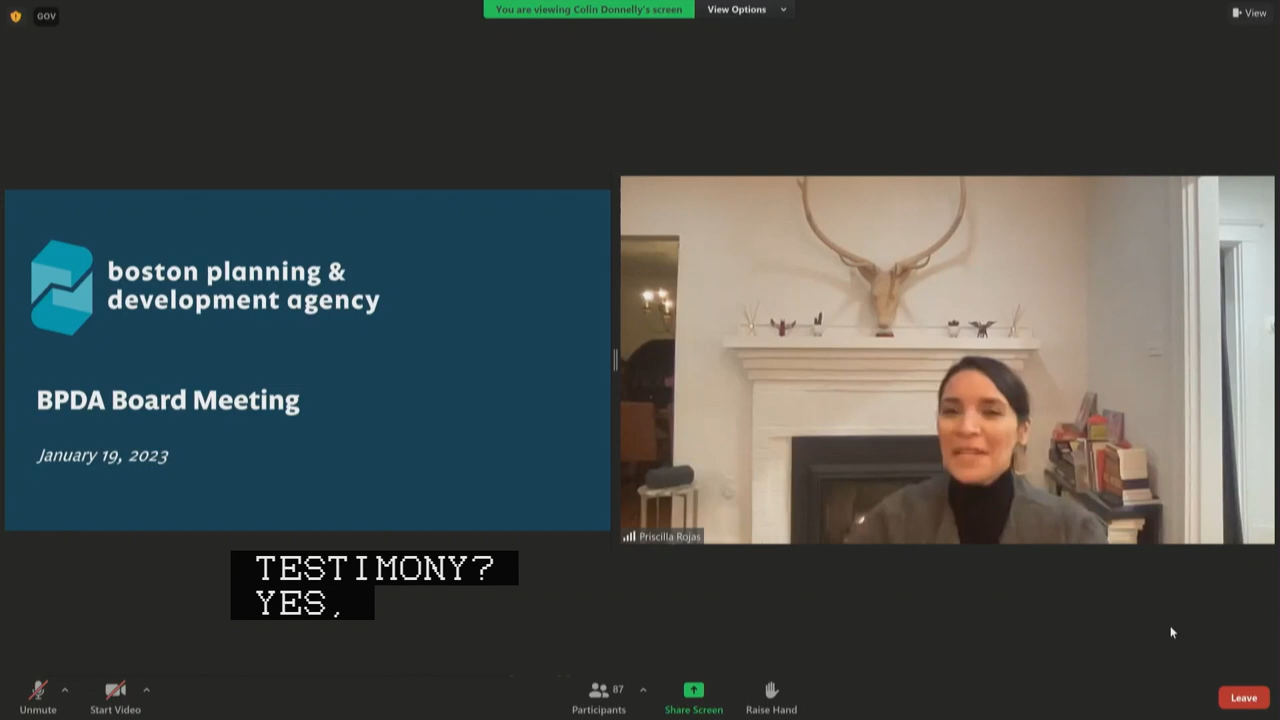 GOV
You are viewing Colin Donnelly's screen
View Options
View
boston planning &
development agency
BPDA Board Meeting
January 19, 2023
Priscilla Rojas
TESTIMONY?
YES,
Unmute
Start Video
87
Participants
Share Screen
Raise Hand
Leave